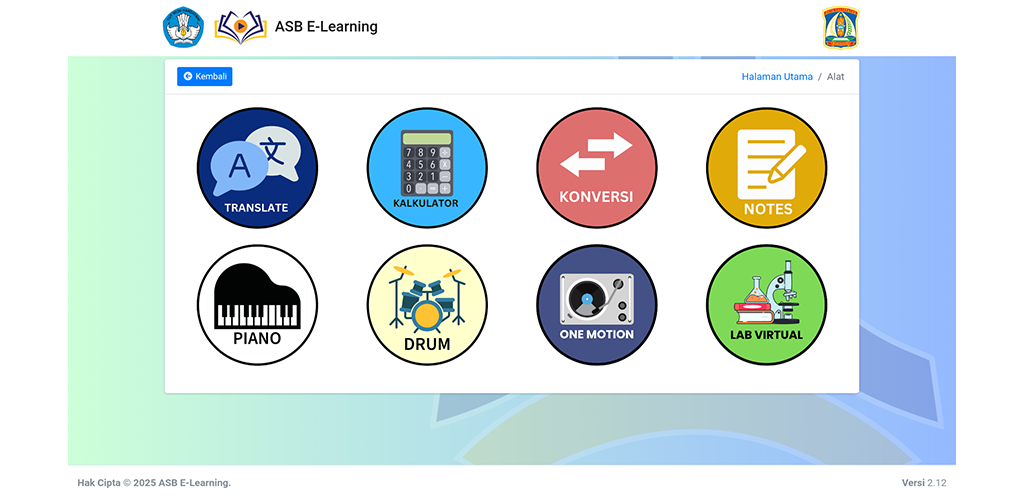 ASB E-Learning
Kembali
Halaman Utama / Alat
A 文
TRANSLATE
7 8 9 ÷
4 5 6 x
3 2 1 −
0 · = +
KALKULATOR
KONVERSI
NOTES
PIANO
DRUM
ONE MOTION
LAB VIRTUAL
Hak Cipta © 2025 ASB E-Learning.
Versi 2.12